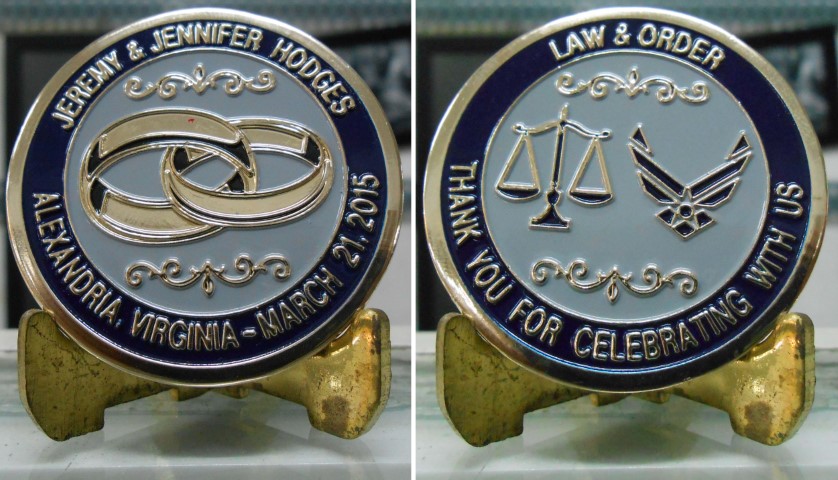 JEREMY & JENNIFER HODGES
ALEXANDRIA, VIRGINIA - MARCH 21, 2015
LAW & ORDER
THANK YOU FOR CELEBRATING WITH US